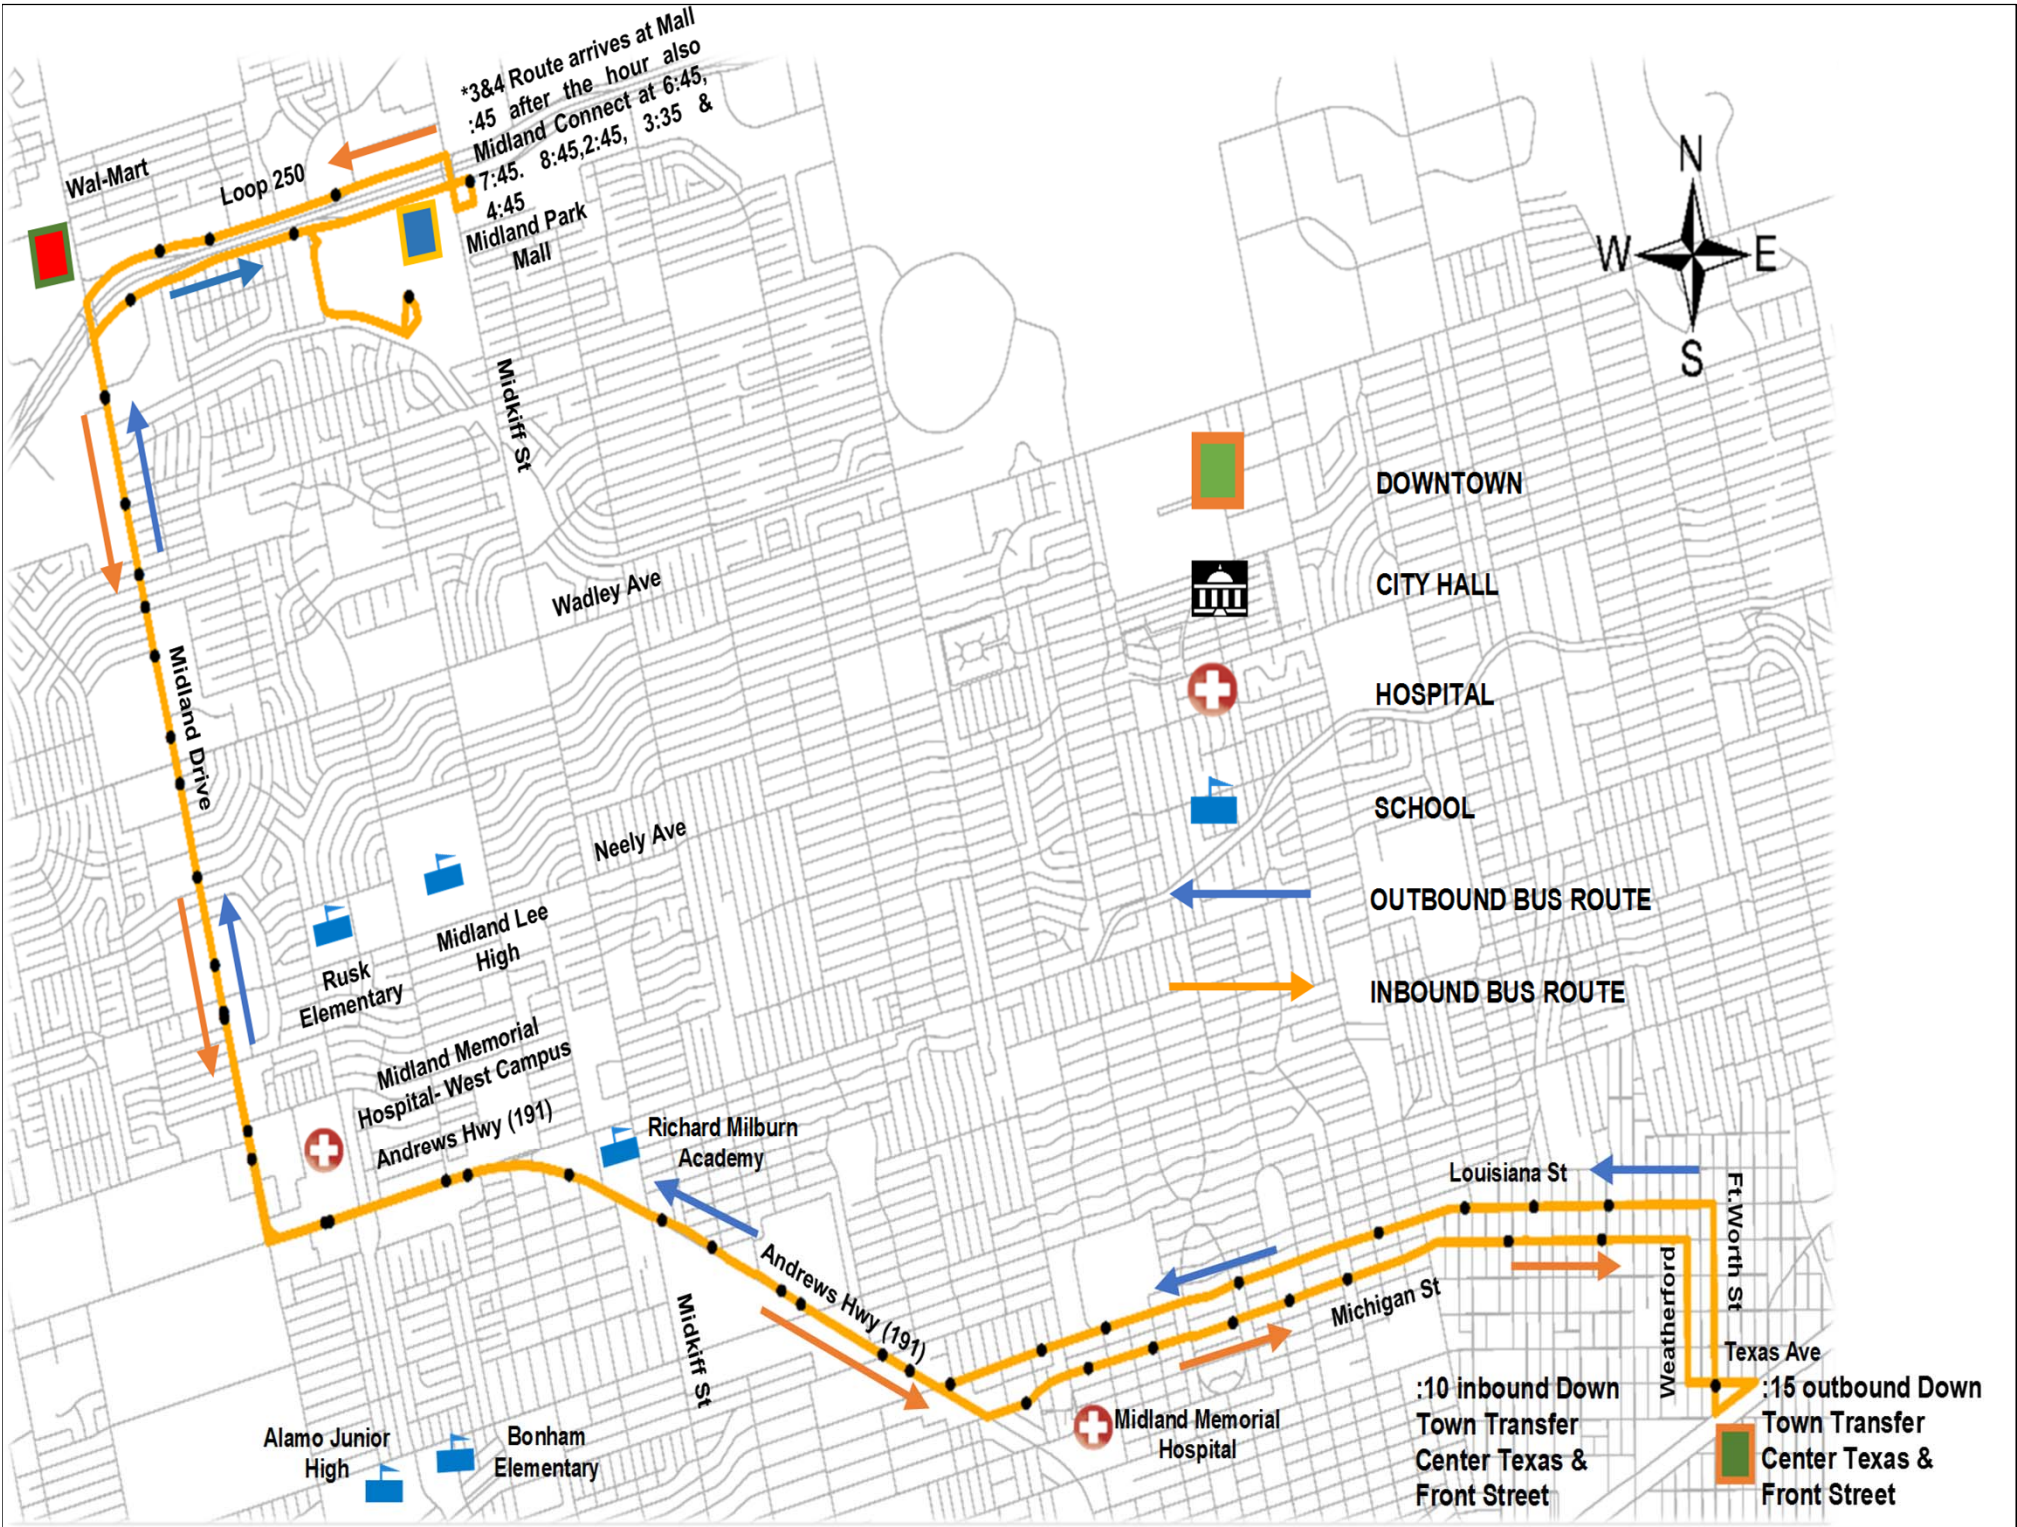 *3&4 Route arrives at Mall
:45 after the hour also
Midland Connect at 6:45,
7:45. 8:45,2:45, 3:35 &
4:45
Wal-Mart
Loop 250
Midland Park
Mall
N
W
E
S
Midkiff St
DOWNTOWN
CITY HALL
Wadley Ave
HOSPITAL
Midland Drive
SCHOOL
Neely Ave
OUTBOUND BUS ROUTE
Midland Lee
High
Rusk
Elementary
INBOUND BUS ROUTE
Midland Memorial
Hospital- West Campus
Andrews Hwy (191)
Richard Milburn
Academy
Louisiana St
Ft.Worth St
Andrews Hwy (191)
Michigan St
Weatherford
Midkiff St
Texas Ave
:10 inbound Down
Town Transfer
Center Texas &
Front Street
:15 outbound Down
Town Transfer
Center Texas &
Front Street
Midland Memorial
Hospital
Alamo Junior
High
Bonham
Elementary